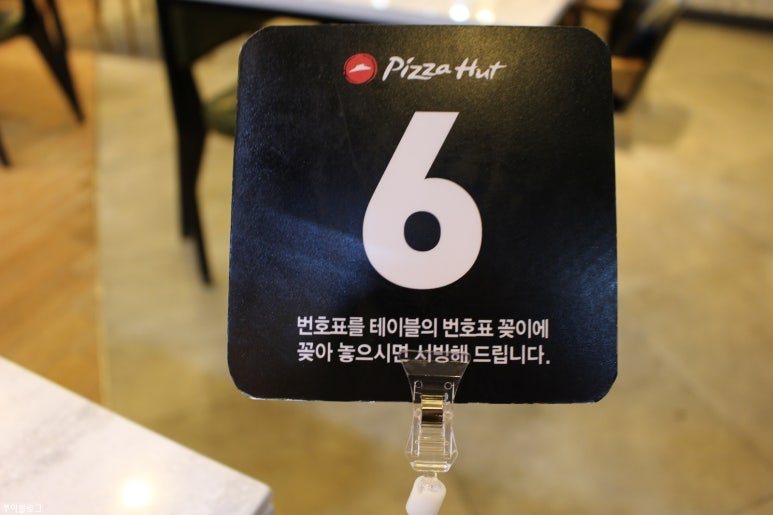 Pizza Hut
6
번호표를 테이블의 번호표 꽂이에
꽂아 놓으시면 서빙해 드립니다.